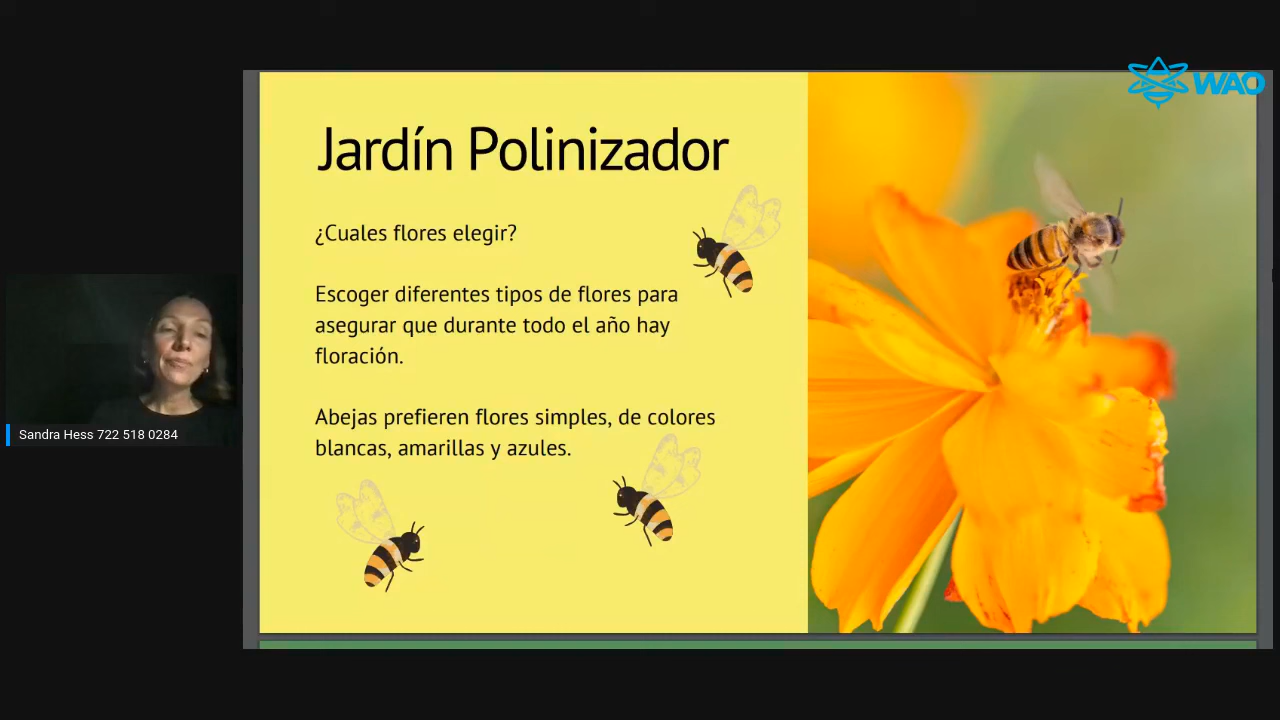 WAO
Jardín Polinizador
¿Cuales flores elegir?
Escoger diferentes tipos de flores para
asegurar que durante todo el año hay
floración.
Abejas prefieren flores simples, de colores
blancas, amarillas y azules.
Sandra Hess 722 518 0284